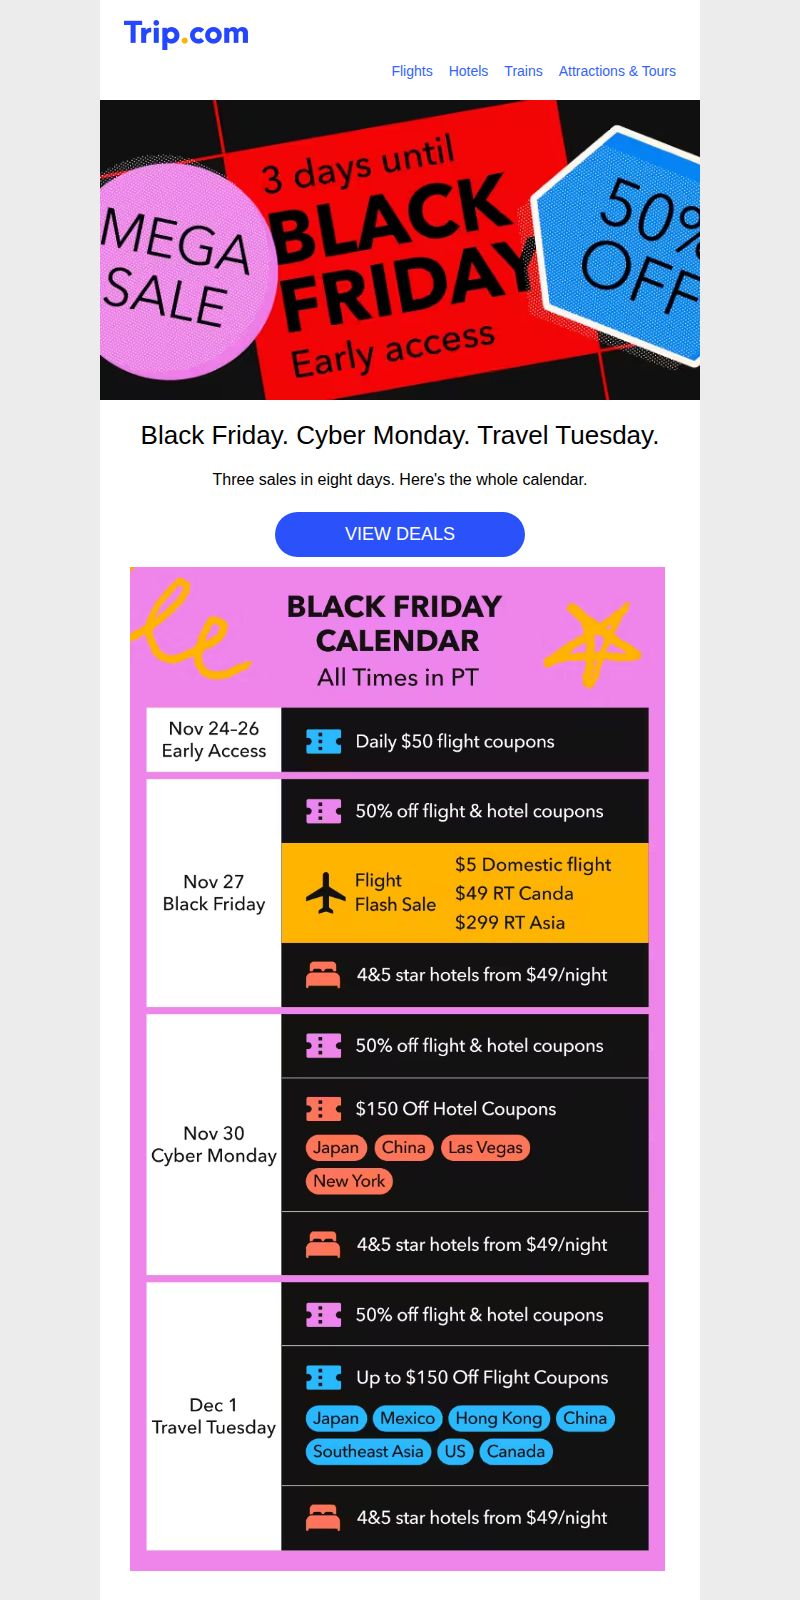 Trip.com
Flights Hotels Trains Attractions & Tours
MEGA
SALE
3 days until
BLACK
FRIDAY
Early access
50%
OFF
Black Friday. Cyber Monday. Travel Tuesday.
Three sales in eight days. Here's the whole calendar.
VIEW DEALS
BLACK FRIDAY
CALENDAR
All Times in PT
Nov 24–26
Early Access
Daily $50 flight coupons
Nov 27
Black Friday
50% off flight & hotel coupons
Flight
Flash Sale
$5 Domestic flight
$49 RT Canda
$299 RT Asia
4&5 star hotels from $49/night
Nov 30
Cyber Monday
50% off flight & hotel coupons
$150 Off Hotel Coupons
Japan China Las Vegas
New York
4&5 star hotels from $49/night
Dec 1
Travel Tuesday
50% off flight & hotel coupons
Up to $150 Off Flight Coupons
Japan Mexico Hong Kong China
Southeast Asia US Canada
4&5 star hotels from $49/night